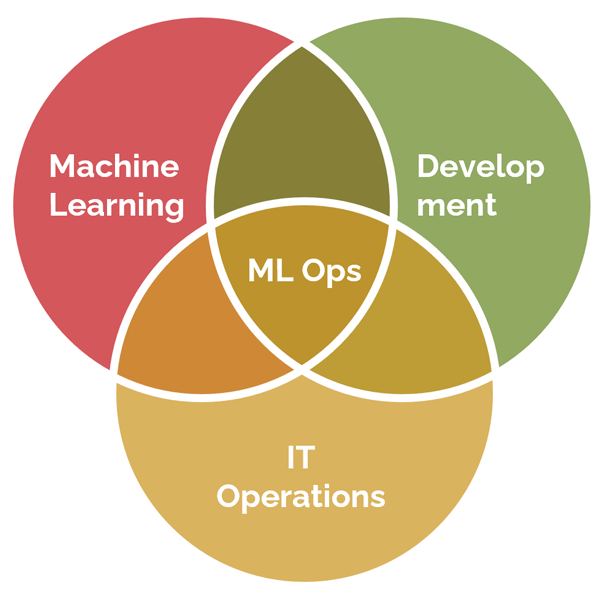 Machine
Learning
Develop
ment
ML Ops
IT
Operations